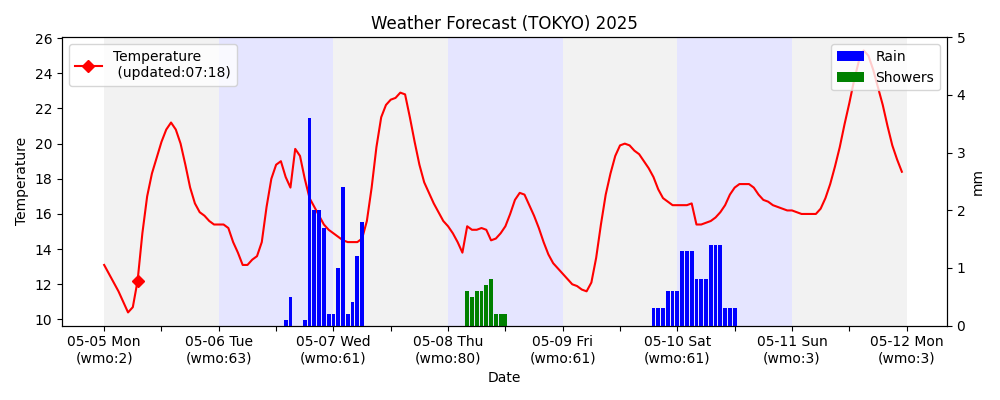 Weather Forecast (TOKYO) 2025
Temperature
(updated:07:18)
Rain
Showers
26
24
22
20
18
16
14
12
10
Temperature
5
4
3
2
1
0
mm
05-05 Mon
(wmo:2)
05-06 Tue
(wmo:63)
05-07 Wed
(wmo:61)
05-08 Thu
(wmo:80)
05-09 Fri
(wmo:61)
05-10 Sat
(wmo:61)
05-11 Sun
(wmo:3)
05-12 Mon
(wmo:3)
Date